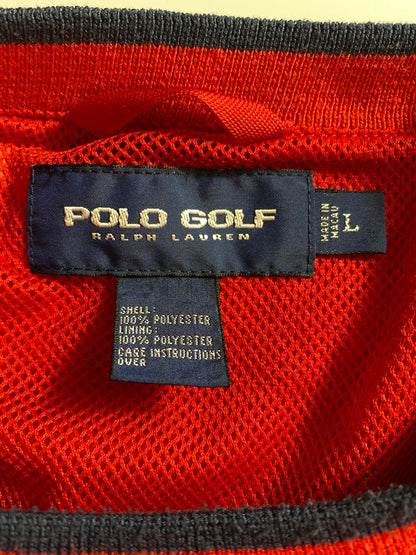 POLO GOLF
RALPH LAUREN
MADE IN
MACAU
L
SHELL:
100% POLYESTER
LINING:
100% POLYESTER
CARE INSTRUCTIONS
OVER